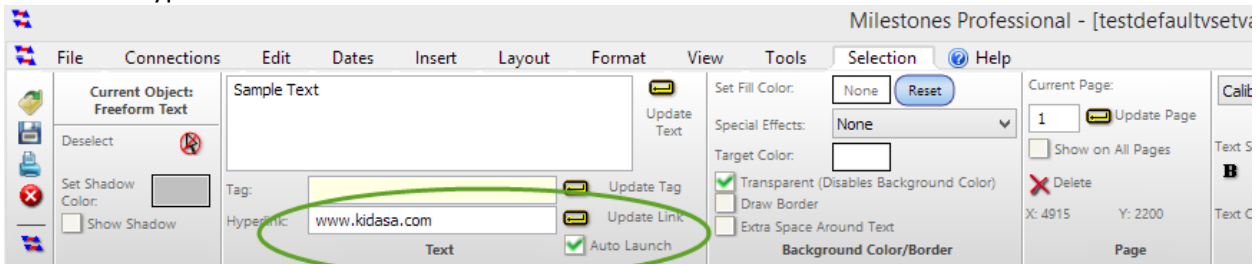 Milestones Professional - [testdefaultvsetva
File Connections Edit Dates Insert Layout Format View Tools Selection Help
Current Object:
Freeform Text
Deselect
Set Shadow
Color:
Show Shadow
Sample Text
Update
Text
Tag:
Update Tag
Hyperlink: www.kidasa.com
Update Link
Auto Launch
Text
Set Fill Color: None Reset
Special Effects: None
Target Color:
Transparent (Disables Background Color)
Draw Border
Extra Space Around Text
Background Color/Border
Current Page:
1 Update Page
Show on All Pages
Delete
X: 4915 Y: 2200
Page
Calib
Text S
B
Text C